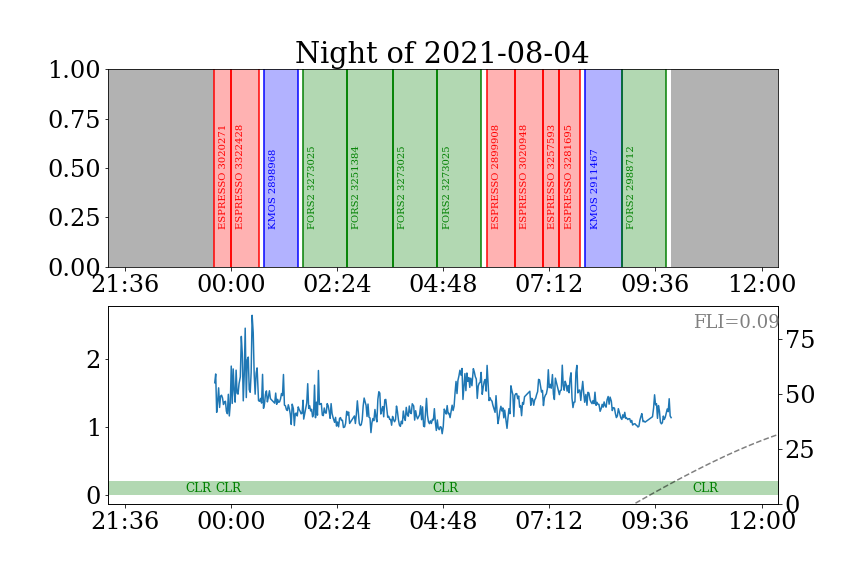 Night of 2021-08-04
1.00
0.75
0.50
0.25
0.00
ESPRESSO 3020271
ESPRESSO 3322428
KMOS 2898968
FORS2 3273025
FORS2 3251384
FORS2 3273025
FORS2 3273025
ESPRESSO 2899908
ESPRESSO 3020948
ESPRESSO 3257593
ESPRESSO 3281695
KMOS 2911467
FORS2 2988712
21:36 00:00 02:24 04:48 07:12 09:36 12:00
FLI=0.09
2
1
0
75
50
25
0
CLR CLR CLR CLR
21:36 00:00 02:24 04:48 07:12 09:36 12:00